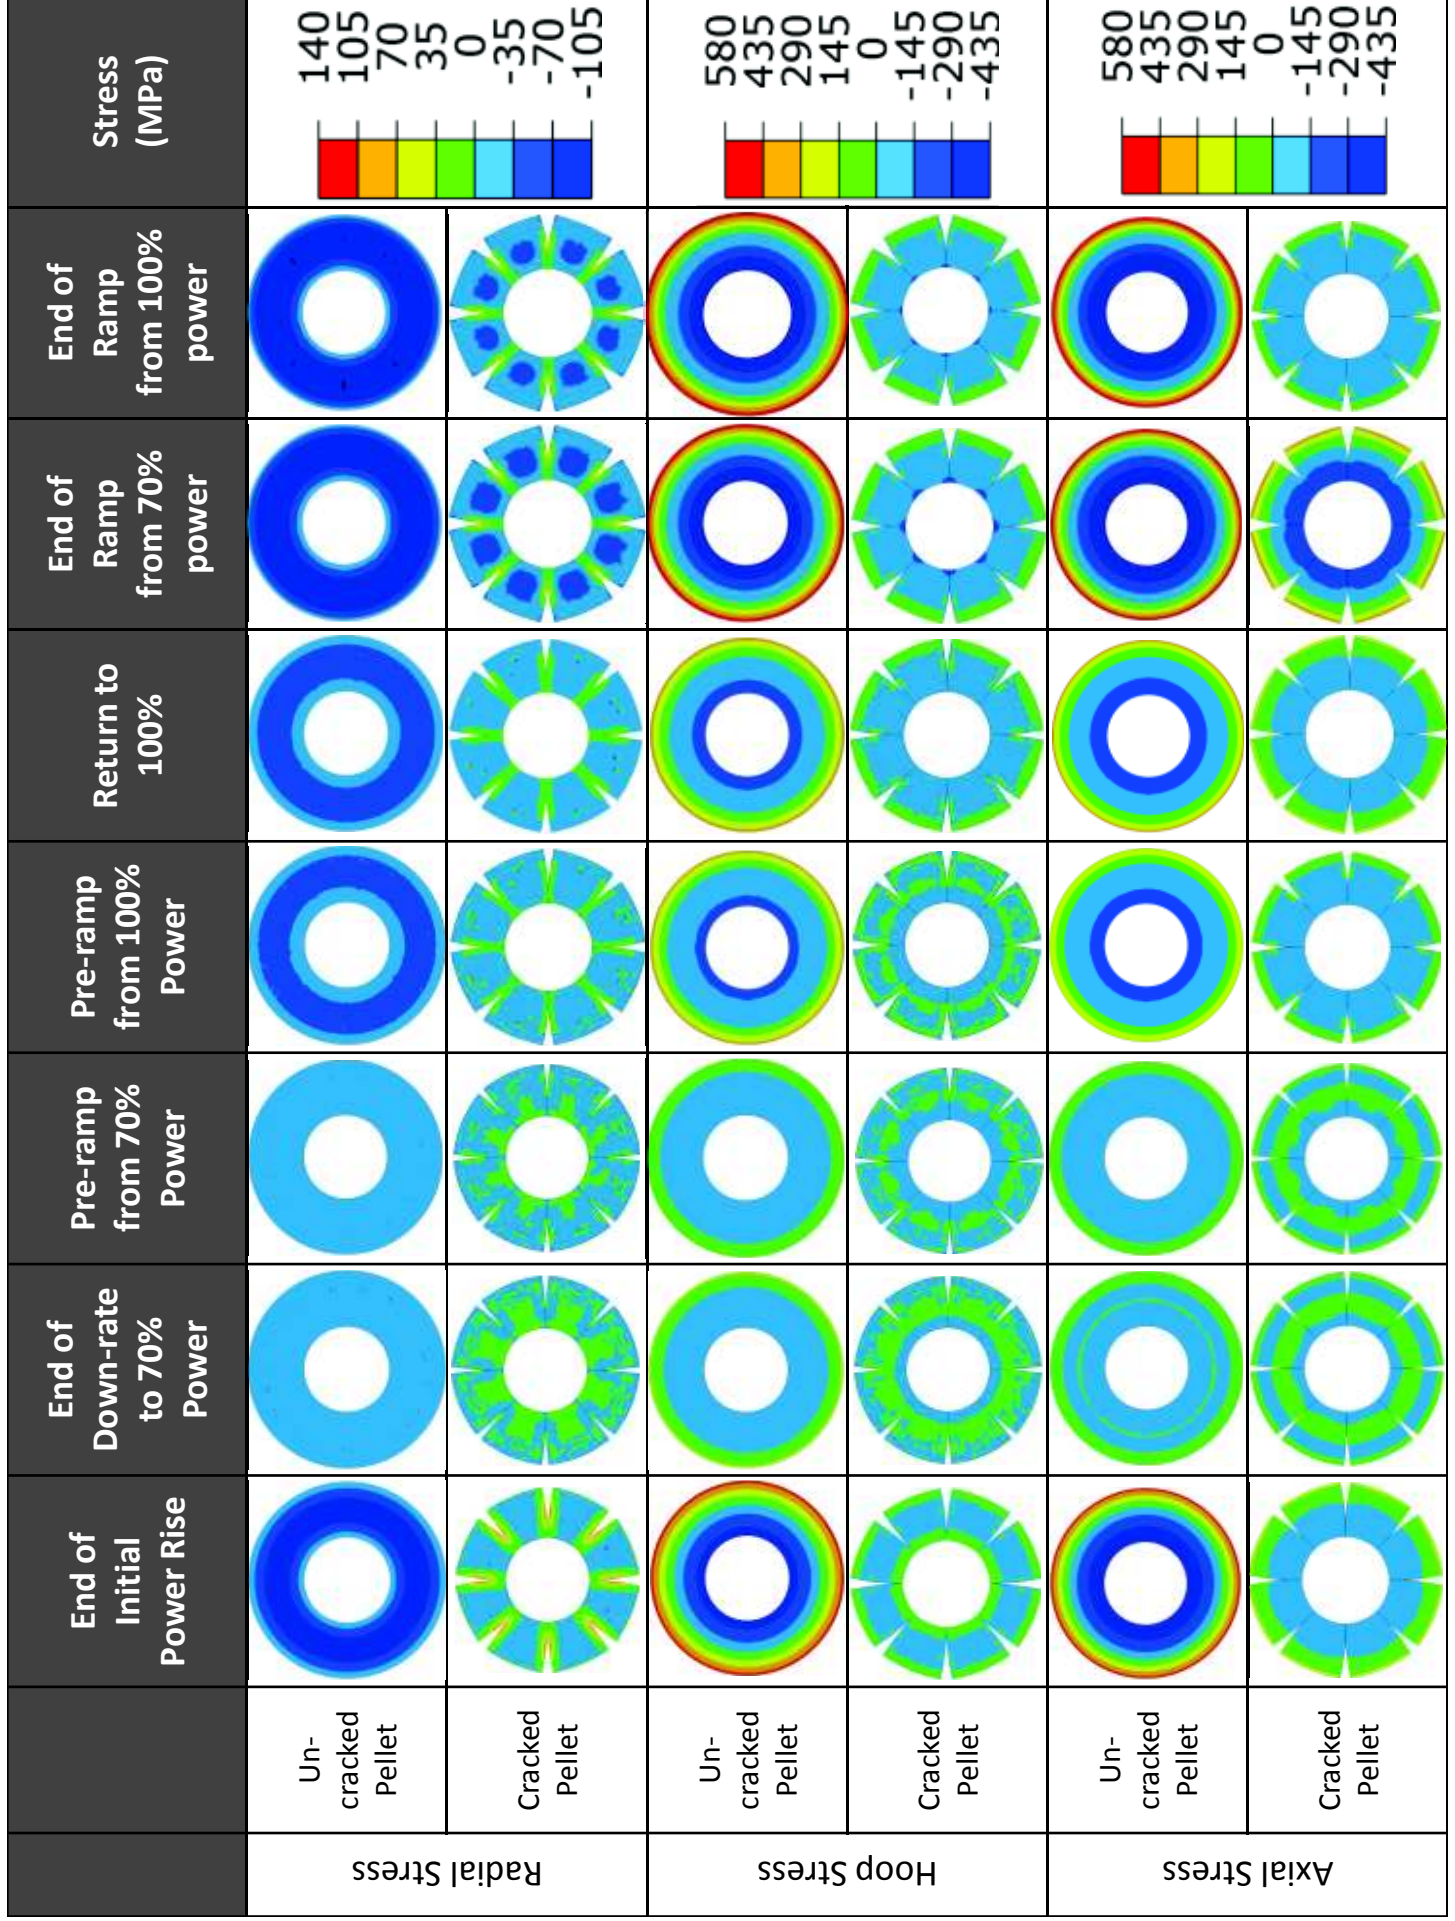 End of
Initial
Power Rise
End of
Down-rate
to 70%
Power
Pre-ramp
from 70%
Power
Pre-ramp
from 100%
Power
Return to
100%
End of
Ramp
from 70%
power
End of
Ramp
from 100%
power
Stress
(MPa)
Radial Stress
Un-
cracked
Pellet
140
105
70
35
0
-35
-70
-105
Cracked
Pellet
Hoop Stress
Un-
cracked
Pellet
580
435
290
145
0
-145
-290
-435
Cracked
Pellet
Axial Stress
Un-
cracked
Pellet
580
435
290
145
0
-145
-290
-435
Cracked
Pellet